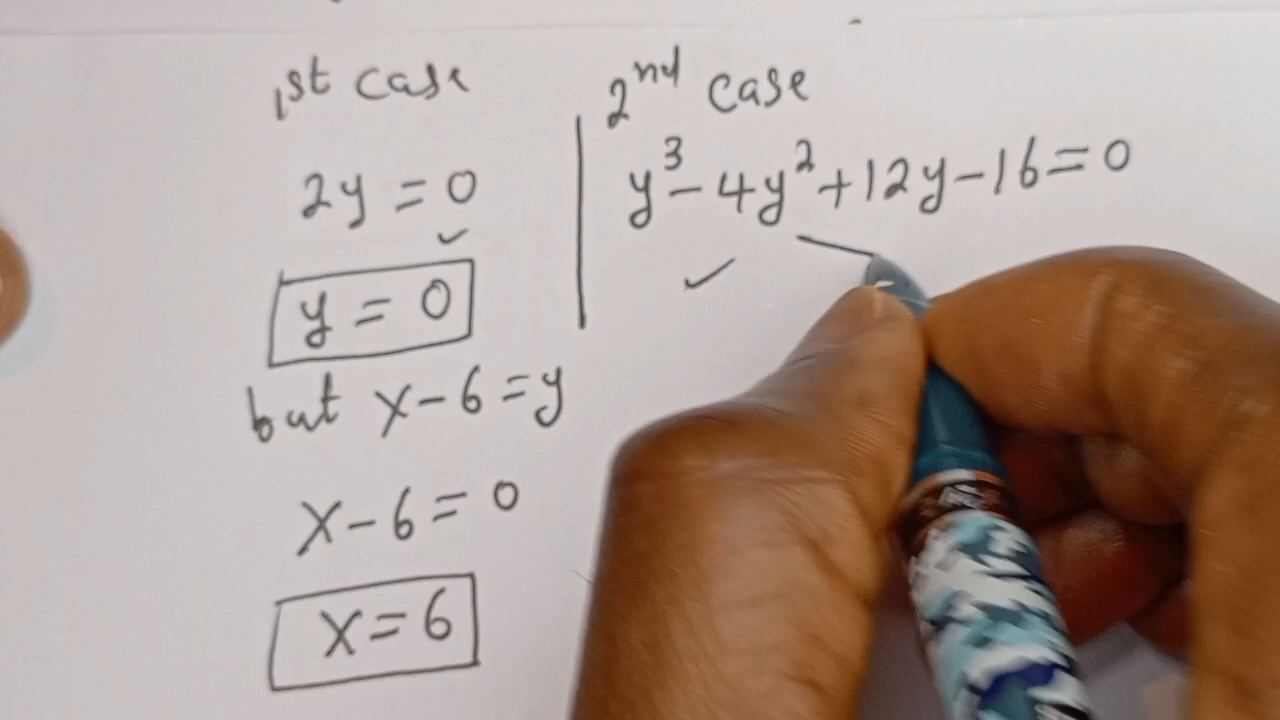 1st case
2y = 0
y = 0
but x-6=y
x-6= 0
x=6
2nd case
y³-4y²+12y-16=0